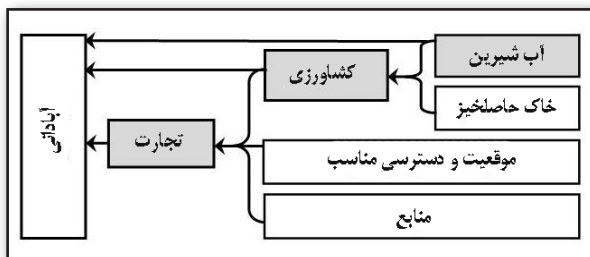 آب شیرین
کشاورزی
خاک حاصلخیز
آبادانی
تجارت
موقعیت و دسترسی مناسب
منابع